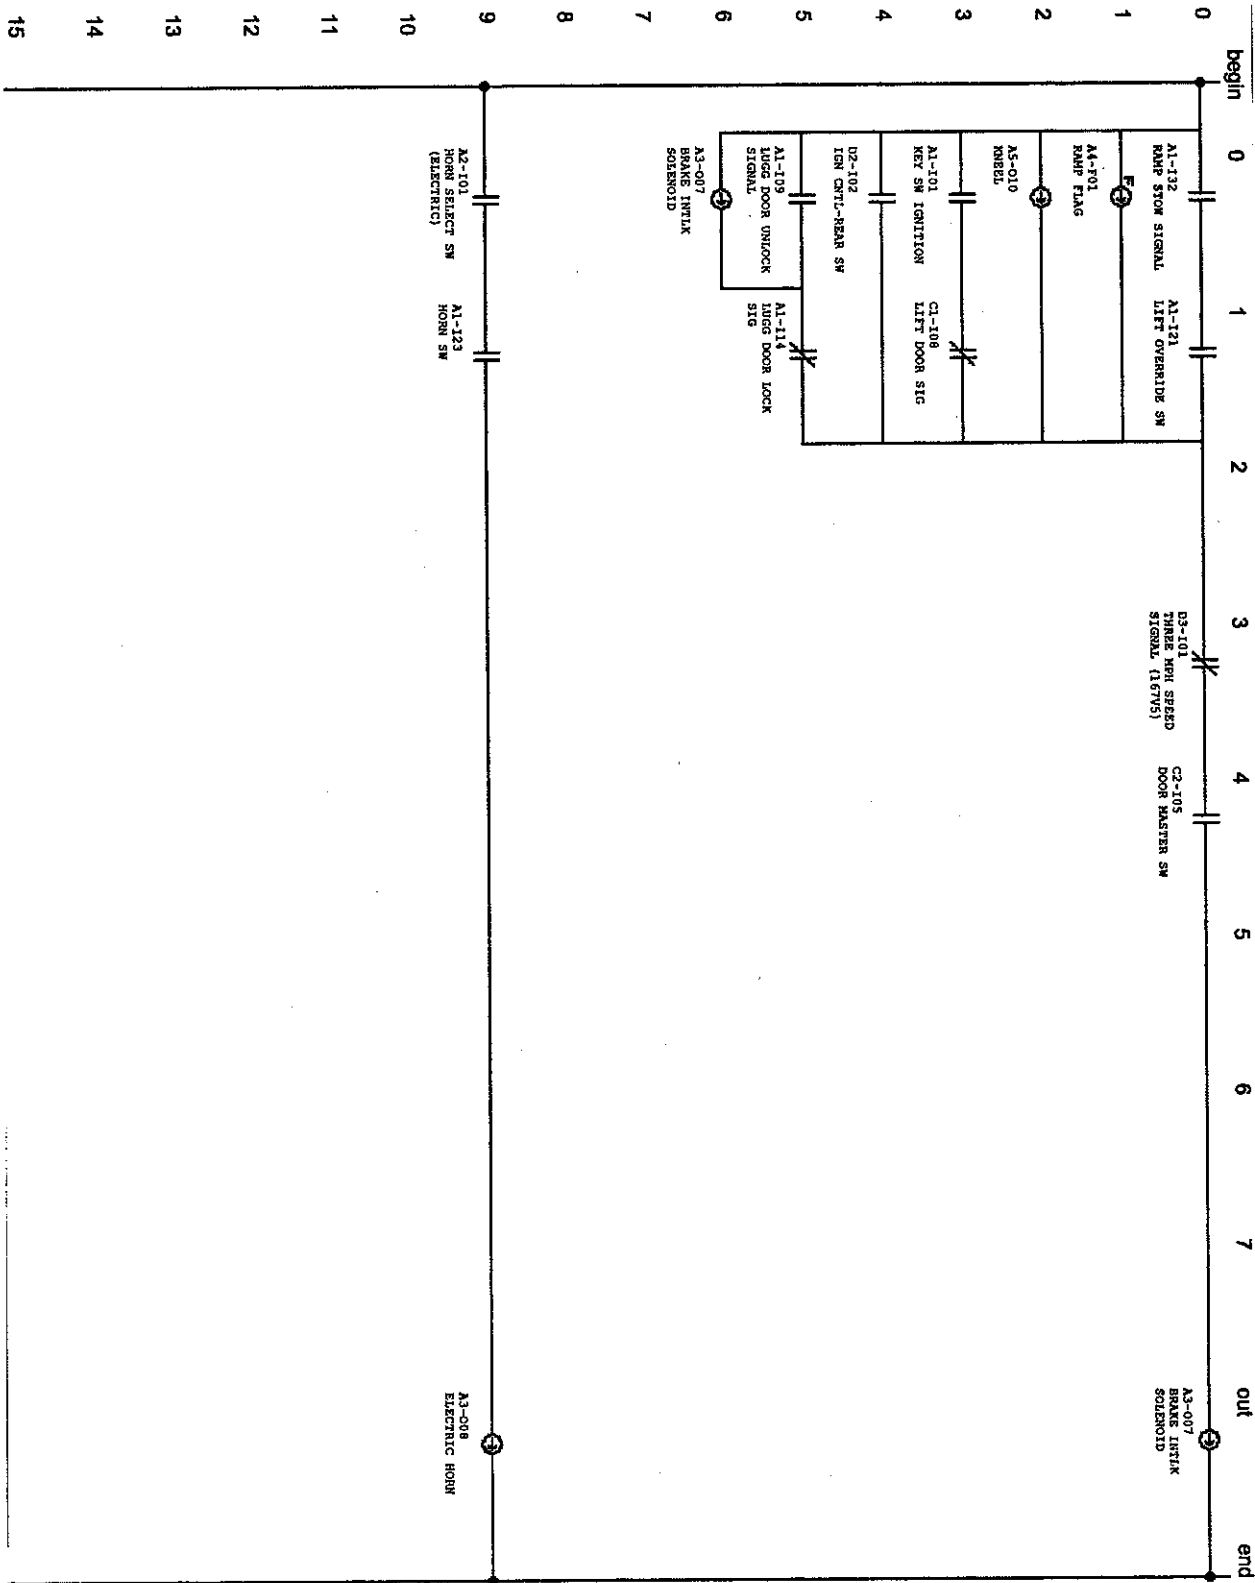 begin 0 1 2 3 4 5 6 7 out end
0
A1-I32
RAMP STOW SIGNAL
A1-I21
LIFT OVERRIDE SW
D3-I01
THREE MPH SPEED
SIGNAL (167V5)
C2-I05
DOOR MASTER SW
A3-O07
BRAKE INTLK
SOLENOID
1
F
A4-F01
RAMP FLAG
2
A5-O10
KNEEL
3
A1-I01
KEY SW IGNITION
C1-I08
LIFT DOOR SIG
4
D2-I02
IGN CNTL-REAR SW
5
A1-I09
LUGG DOOR UNLOCK
SIGNAL
A1-I14
LUGG DOOR LOCK
SIG
6
A3-O07
BRAKE INTLK
SOLENOID
7
8
9
A2-I01
HORN SELECT SW
(ELECTRIC)
A1-I23
HORN SW
A3-O08
ELECTRIC HORN
10
11
12
13
14
15